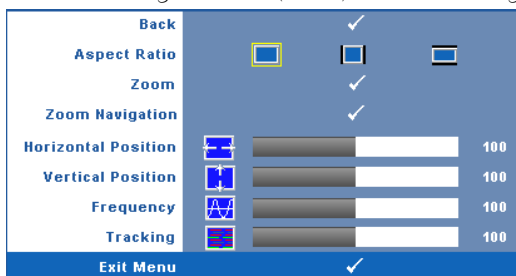 Back
Aspect Ratio
Zoom
Zoom Navigation
Horizontal Position 100
Vertical Position 100
Frequency 100
Tracking 100
Exit Menu